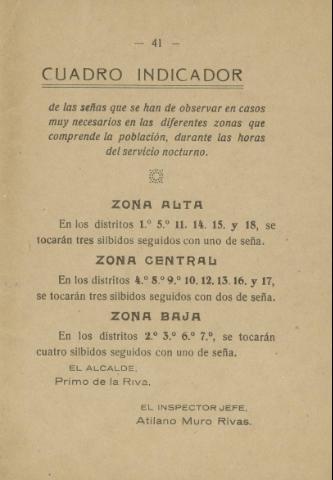 — 41 —
CUADRO INDICADOR
de las señas que se han de observar en casos
muy necesarios en las diferentes zonas que
comprende la población, durante las horas
del servicio nocturno.
ZONA ALTA
En los distritos 1.º 5.º 11. 14. 15. y 18, se
tocarán tres silbidos seguidos con uno de seña.
ZONA CENTRAL
En los distritos 4.º 8.º 9.º 10. 12. 13. 16. y 17,
se tocarán tres silbidos seguidos con dos de seña.
ZONA BAJA
En los distritos 2.º 3.º 6.º 7.º, se tocarán
cuatro silbidos seguidos con uno de seña.
EL ALCALDE,
Primo de la Riva.
EL INSPECTOR JEFE,
Atilano Muro Rivas.